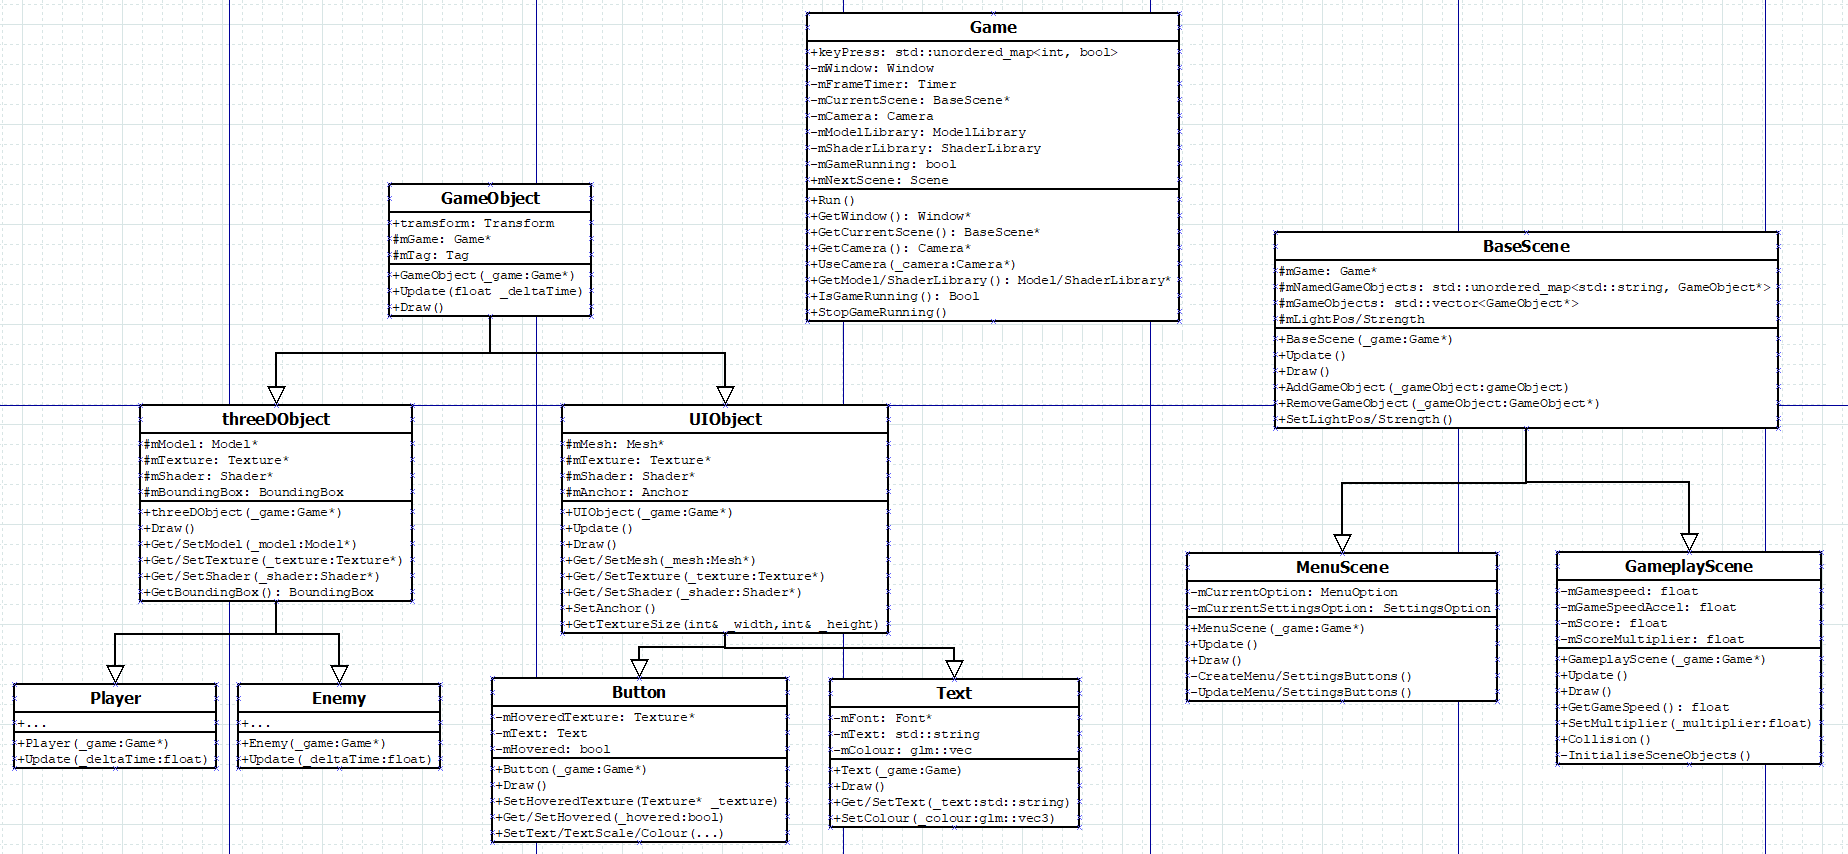 Game
+keyPress: std::unordered_map<int, bool>
-mWindow: Window
-mFrameTimer: Timer
-mCurrentScene: BaseScene*
-mCamera: Camera
-mModelLibrary: ModelLibrary
-mShaderLibrary: ShaderLibrary
-mGameRunning: bool
+mNextScene: Scene
+Run()
+GetWindow(): Window*
+GetCurrentScene(): BaseScene*
+GetCamera(): Camera*
+UseCamera(_camera:Camera*)
+GetModel/ShaderLibrary(): Model/ShaderLibrary*
+IsGameRunning(): Bool
+StopGameRunning()
GameObject
+tramsform: Transform
#mGame: Game*
#mTag: Tag
+GameObject(_game:Game*)
+Update(float _deltaTime)
+Draw()
BaseScene
#mGame: Game*
#mNamedGameObjects: std::unordered_map<std::string, GameObject*>
#mGameObjects: std::vector<GameObject*>
#mLightPos/Strength
+BaseScene(_game:Game*)
+Update()
+Draw()
+AddGameObject(_gameObject:gameObject)
+RemoveGameObject(_gameObject:GameObject*)
+SetLightPos/Strength()
threeDObject
#mModel: Model*
#mTexture: Texture*
#mShader: Shader*
#mBoundingBox: BoundingBox
+threeDObject(_game:Game*)
+Draw()
+Get/SetModel(_model:Model*)
+Get/SetTexture(_texture:Texture*)
+Get/SetShader(_shader:Shader*)
+GetBoundingBox(): BoundingBox
UIObject
#mMesh: Mesh*
#mTexture: Texture*
#mShader: Shader*
#mAnchor: Anchor
+UIObject(_game:Game*)
+Update()
+Draw()
+Get/SetMesh(_mesh:Mesh*)
+Get/SetTexture(_texture:Texture*)
+Get/SetShader(_shader:Shader*)
+SetAnchor()
+GetTextureSize(int& _width,int& _height)
MenuScene
-mCurrentOption: MenuOption
-mCurrentSettingsOption: SettingsOption
+MenuScene(_game:Game*)
+Update()
+Draw()
-CreateMenu/SettingsButtons()
-UpdateMenu/SettingsButtons()
GameplayScene
-mGamespeed: float
-mGameSpeedAccel: float
-mScore: float
-mScoreMultiplier: float
+GameplayScene(_game:Game*)
+Update()
+Draw()
+GetGameSpeed(): float
+SetMultiplier(_multiplier:float)
+Collision()
-InitialiseSceneObjects()
Player
+...
+Player(_game:Game*)
+Update(_deltaTime:float)
Enemy
+...
+Enemy(_game:Game*)
+Update(_deltaTime:float)
Button
-mHoveredTexture: Texture*
-mText: Text
-mHovered: bool
+Button(_game:Game*)
+Draw()
+SetHoveredTexture(Texture* _texture)
+Get/SetHovered(_hovered:bool)
+SetText/TextScale/Colour(...)
Text
-mFont: Font*
-mText: std::string
-mColour: glm::vec
+Text(_game:Game)
+Draw()
+Get/SetText(_text:std::string)
+SetColour(_colour:glm::vec3)